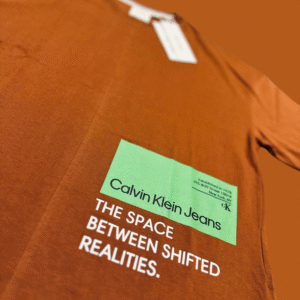 Calvin Klein Jeans
THE SPACE
BETWEEN SHIFTED
REALITIES.